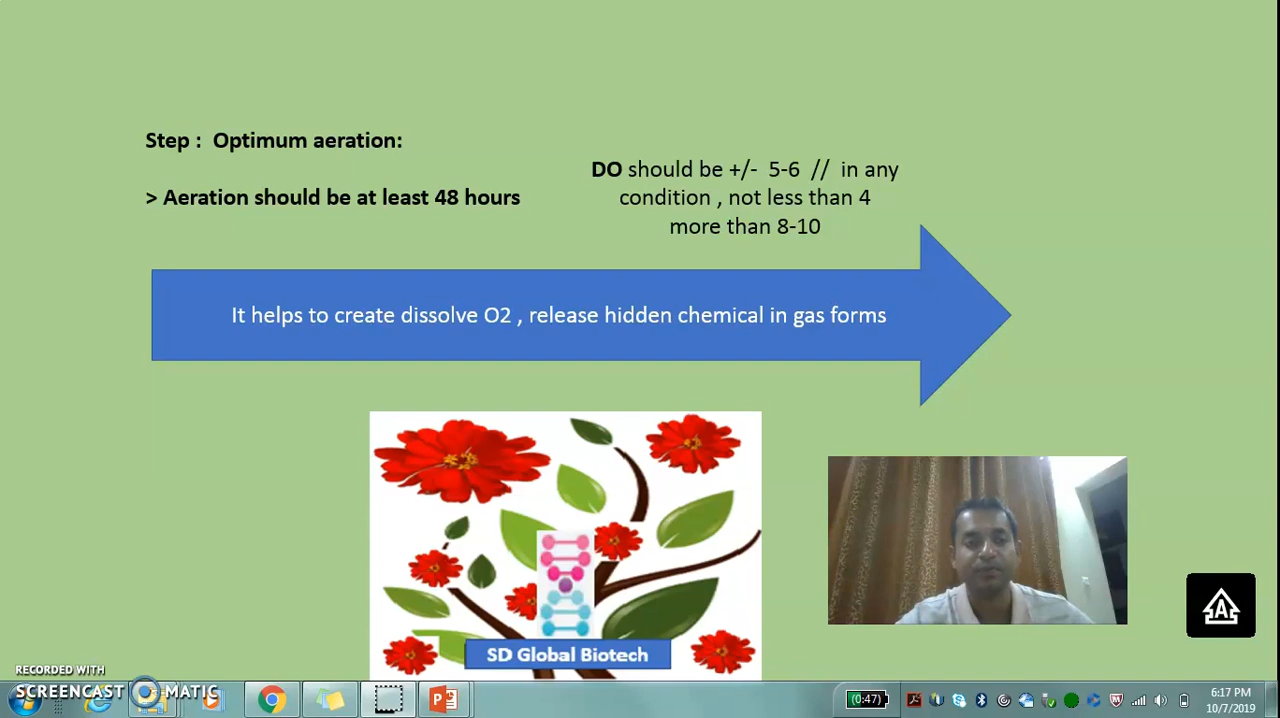 Step :  Optimum aeration:
> Aeration should be at least 48 hours
DO should be +/-  5-6  //  in any
condition , not less than 4
more than 8-10
It helps to create dissolve O2 , release hidden chemical in gas forms
SD Global Biotech
A
RECORDED WITH
SCREENCAST MATIC
(0:47)
6:17 PM
10/7/2019